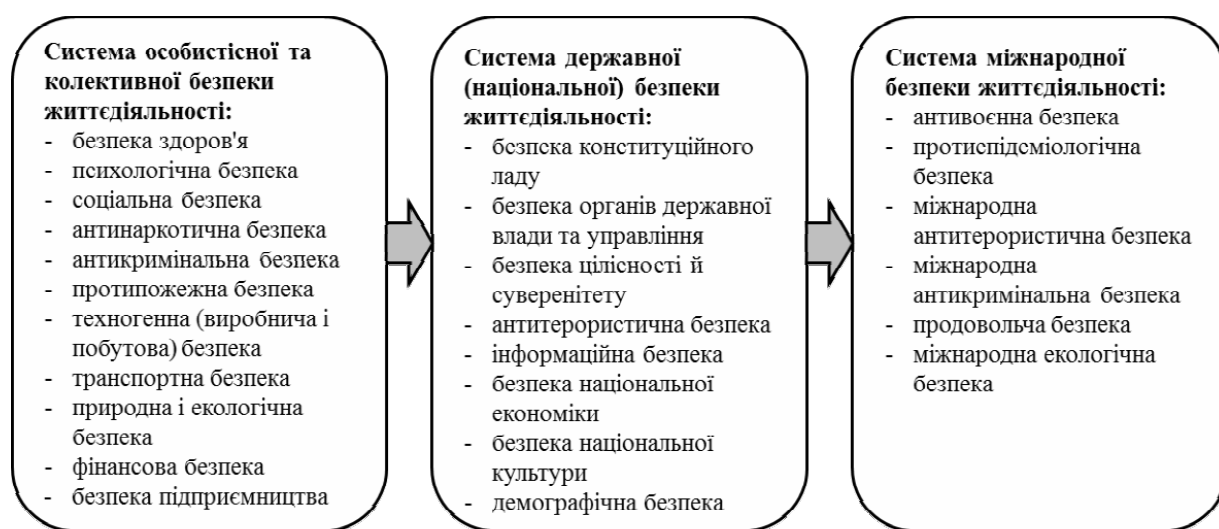 Система особистісної та
колективної безпеки
життєдіяльності:
- безпека здоров'я
- психологічна безпека
- соціальна безпека
- антинаркотична безпека
- антикримінальна безпека
- протипожежна безпека
- техногенна (виробнича і
побутова) безпека
- транспортна безпека
- природна і екологічна
безпека
- фінансова безпека
- безпека підприємництва
Система державної
(національної) безпеки
життєдіяльності:
- безпека конституційного
ладу
- безпека органів державної
влади та управління
- безпека цілісності й
суверенітету
- антитерористична безпека
- інформаційна безпека
- безпека національної
економіки
- безпека національної
культури
- демографічна безпека
Система міжнародної
безпеки життєдіяльності:
- антивоєнна безпека
- протиепідеміологічна
безпека
- міжнародна
антитерористична безпека
- міжнародна
антикримінальна безпека
- продовольча безпека
- міжнародна екологічна
безпека